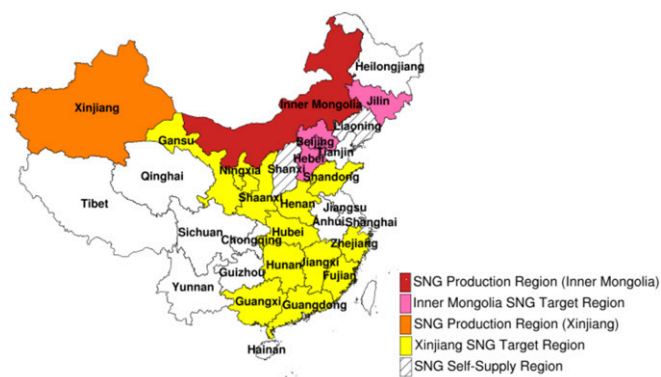 Heilongjiang
Xinjiang
Inner Mongolia
Jilin
Liaoning
Gansu
Beijing
Tianjin
Hebei
Ningxia
Shanxi
Shandong
Qinghai
Shaanxi
Henan
Jiangsu
Tibet
Anhui
Shanghai
Sichuan
Chongqing
Hubei
Zhejiang
Hunan
Jiangxi
Guizhou
Fujian
Yunnan
Guangxi
Guangdong
Hainan
SNG Production Region (Inner Mongolia)
Inner Mongolia SNG Target Region
SNG Production Region (Xinjiang)
Xinjiang SNG Target Region
SNG Self-Supply Region